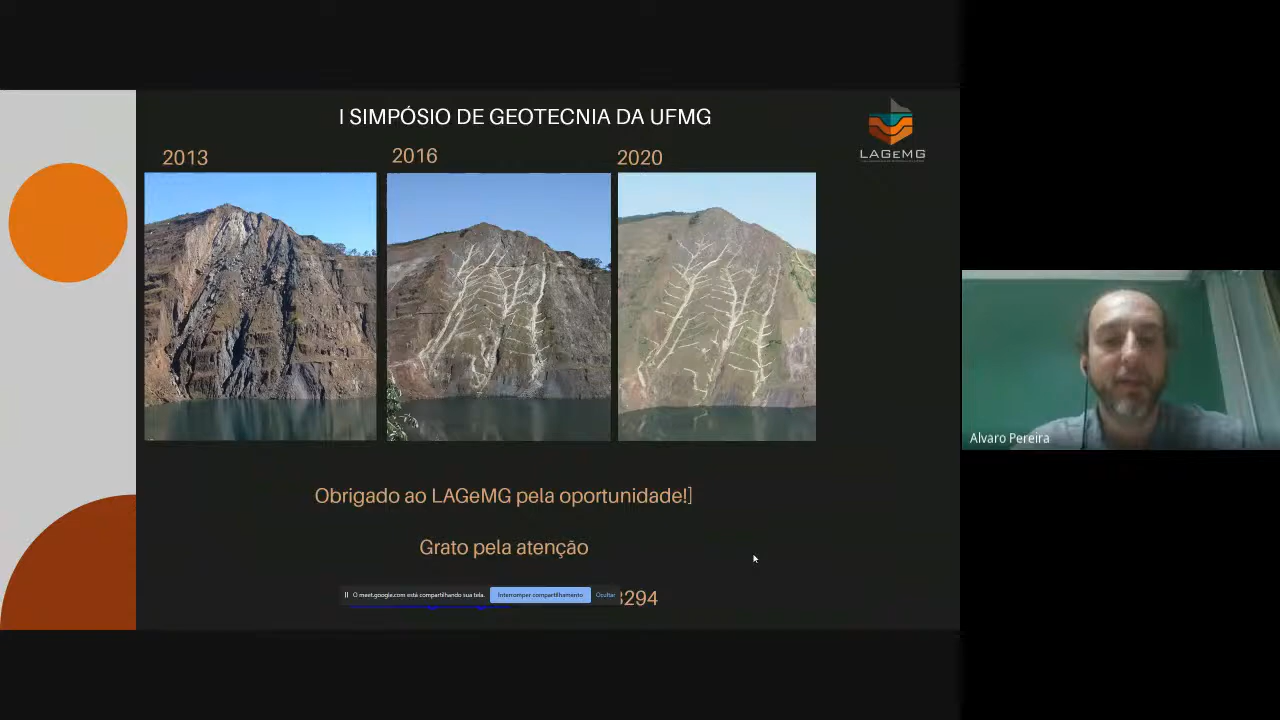 I SIMPÓSIO DE GEOTECNIA DA UFMG
LAGeMG
2013
2016
2020
Obrigado ao LAGeMG pela oportunidade!]
Grato pela atenção
O meet.google.com está compartilhando sua tela.
Interromper compartilhamento
Ocultar
3294
Alvaro Pereira